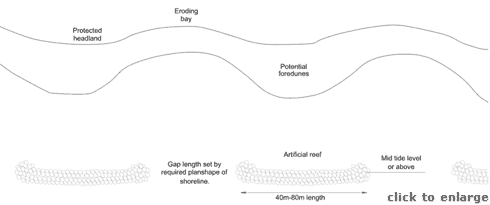 Eroding
bay
Protected
headland
Potential
foredunes
Artificial reef
Gap length set by
required planshape of
shoreline.
Mid tide level
or above
40m-80m length
click to enlarge